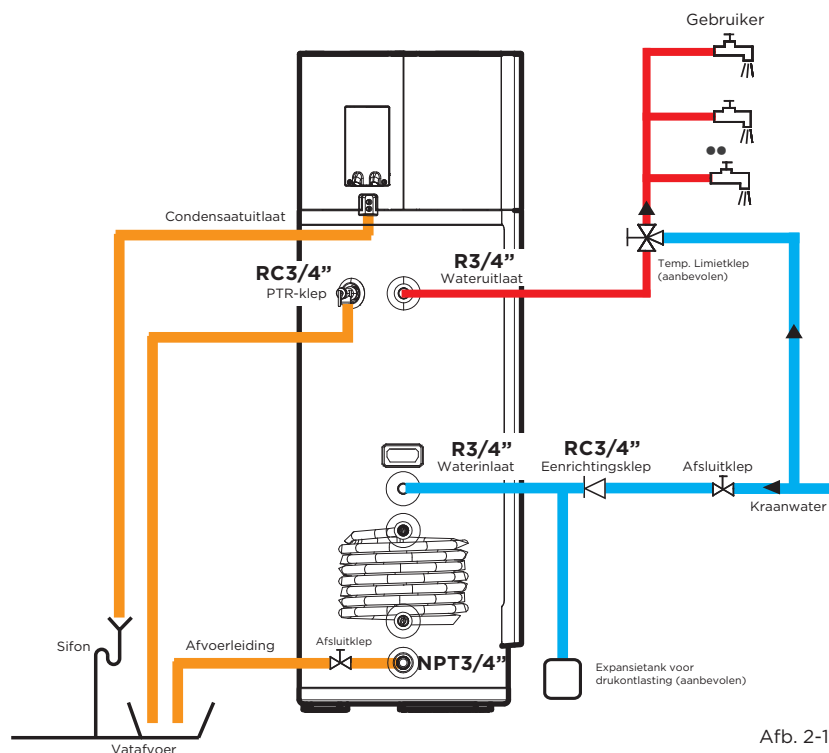 Gebruiker
Condensaatuitlaat
RC3/4”
PTR-klep
R3/4”
Wateruitlaat
Temp. Limietklep
(aanbevolen)
R3/4”
Waterinlaat
RC3/4”
Eenrichtingsklep
Afsluitklep
Kraanwater
Sifon
Afvoerleiding
Afsluitklep
NPT3/4”
Expansietank voor
drukontlasting (aanbevolen)
Vatafvoer
Afb. 2-1